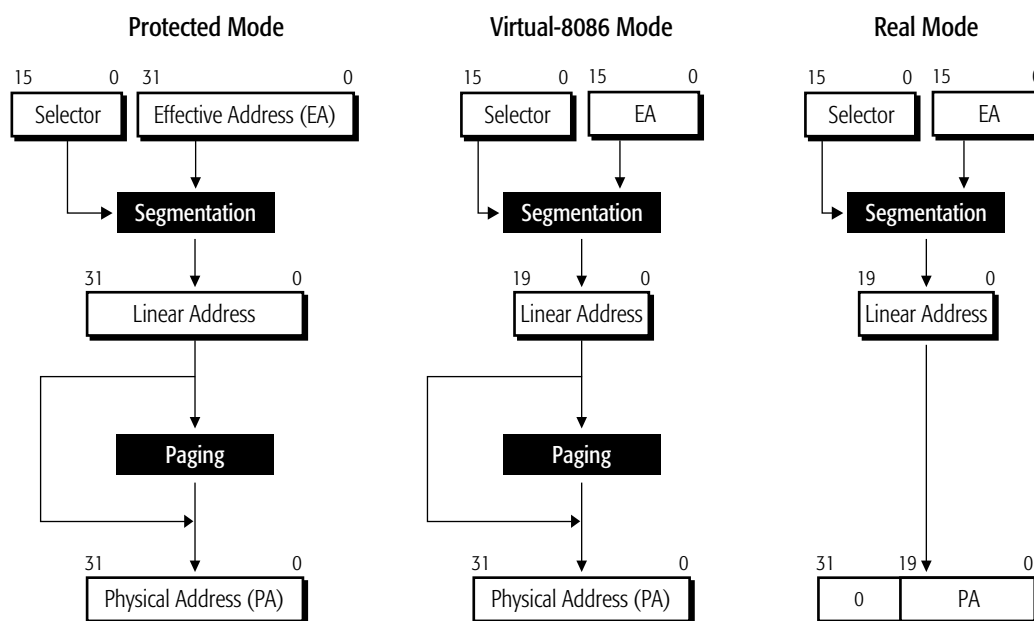 Protected Mode Virtual-8086 Mode Real Mode
15 0 31 0 15 0 15 0 15 0 15 0
Selector Effective Address (EA) Selector EA Selector EA
Segmentation Segmentation Segmentation
31 0 19 0 19 0
Linear Address Linear Address Linear Address
Paging Paging
31 0 31 0 31 19 0
Physical Address (PA) Physical Address (PA) 0 PA